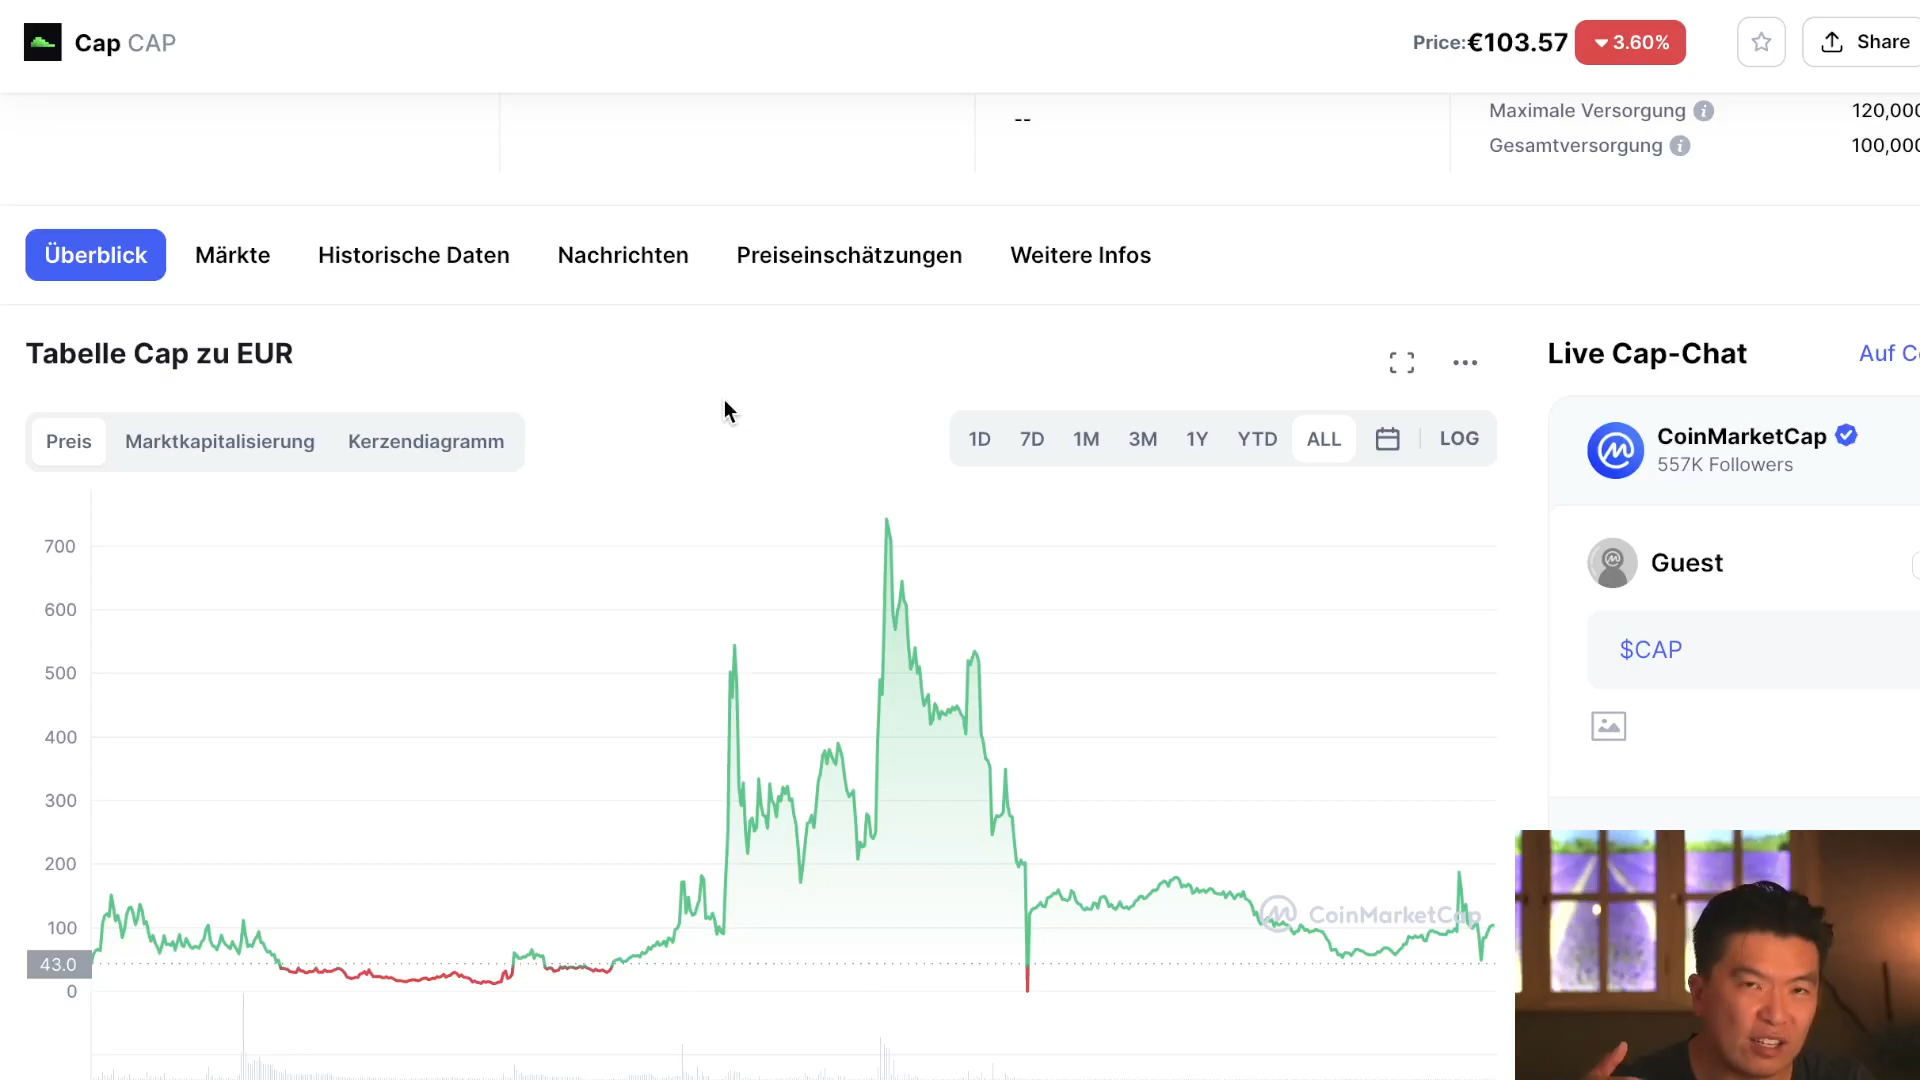 Cap CAP
Price: €103.57 3.60%
Share
--
Maximale Versorgung 120,000
Gesamtversorgung 100,000
Überblick Märkte Historische Daten Nachrichten Preiseinschätzungen Weitere Infos
Tabelle Cap zu EUR
Live Cap-Chat
Auf
Preis Marktkapitalisierung Kerzendiagramm
1D 7D 1M 3M 1Y YTD ALL LOG
CoinMarketCap
557K Followers
Guest
$CAP
700
600
500
400
300
200
100
43.0
0
CoinMarketCap